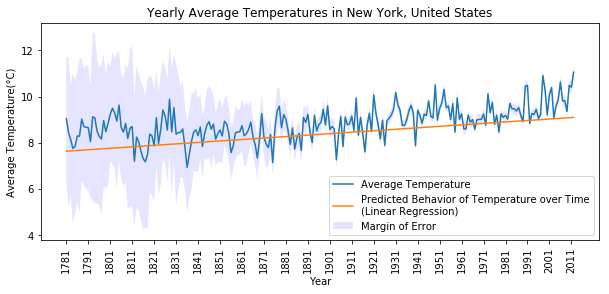 Yearly Average Temperatures in New York, United States
Average Temperature(°C)
12
10
8
6
4
Average Temperature
Predicted Behavior of Temperature over Time
(Linear Regression)
Margin of Error
1781 1791 1801 1811 1821 1831 1841 1851 1861 1871 1881 1891 1901 1911 1921 1931 1941 1951 1961 1971 1981 1991 2001 2011
Year